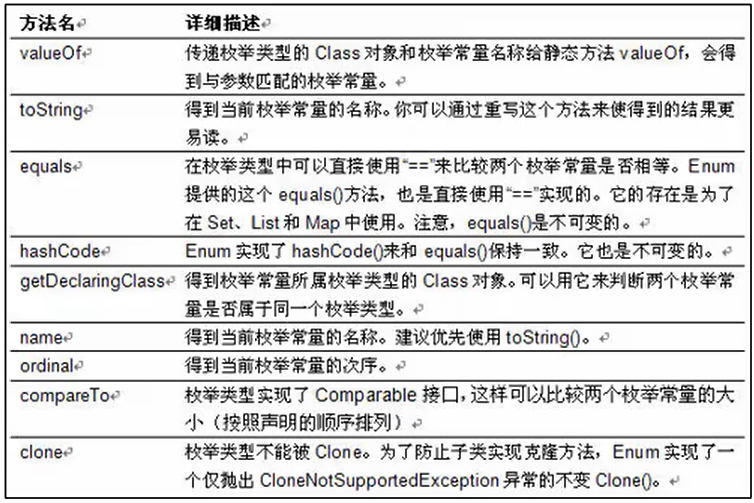 方法名 详细描述
valueOf 传递枚举类型的 Class 对象和枚举常量名称给静态方法 valueOf，会得
到与参数匹配的枚举常量。
toString 得到当前枚举常量的名称。你可以通过重写这个方法来使得到的结果更
易读。
equals 在枚举类型中可以直接使用“==”来比较两个枚举常量是否相等。Enum
提供的这个 equals()方法，也是直接使用“==”实现的。它的存在是为了
在 Set、List 和 Map 中使用。注意，equals()是不可变的。
hashCode Enum 实现了 hashCode()来和 equals()保持一致。它也是不可变的。
getDeclaringClass 得到枚举常量所属枚举类型的 Class 对象。可以用它来判断两个枚举常
量是否属于同一个枚举类型。
name 得到当前枚举常量的名称。建议优先使用 toString()。
ordinal 得到当前枚举常量的次序。
compareTo 枚举类型实现了 Comparable 接口，这样可以比较两个枚举常量的大
小（按照声明的顺序排列）
clone 枚举类型不能被 Clone。为了防止子类实现克隆方法，Enum 实现了一
个仅抛出 CloneNotSupportedException 异常的不变 Clone()。